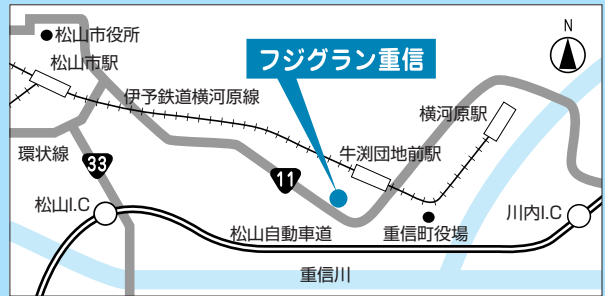 ●松山市役所
松山市駅
伊予鉄道横河原線
フジグラン重信
N
横河原駅
環状線
33
11
牛渕団地前駅
松山I.C
松山自動車道
重信町役場
川内I.C
重信川